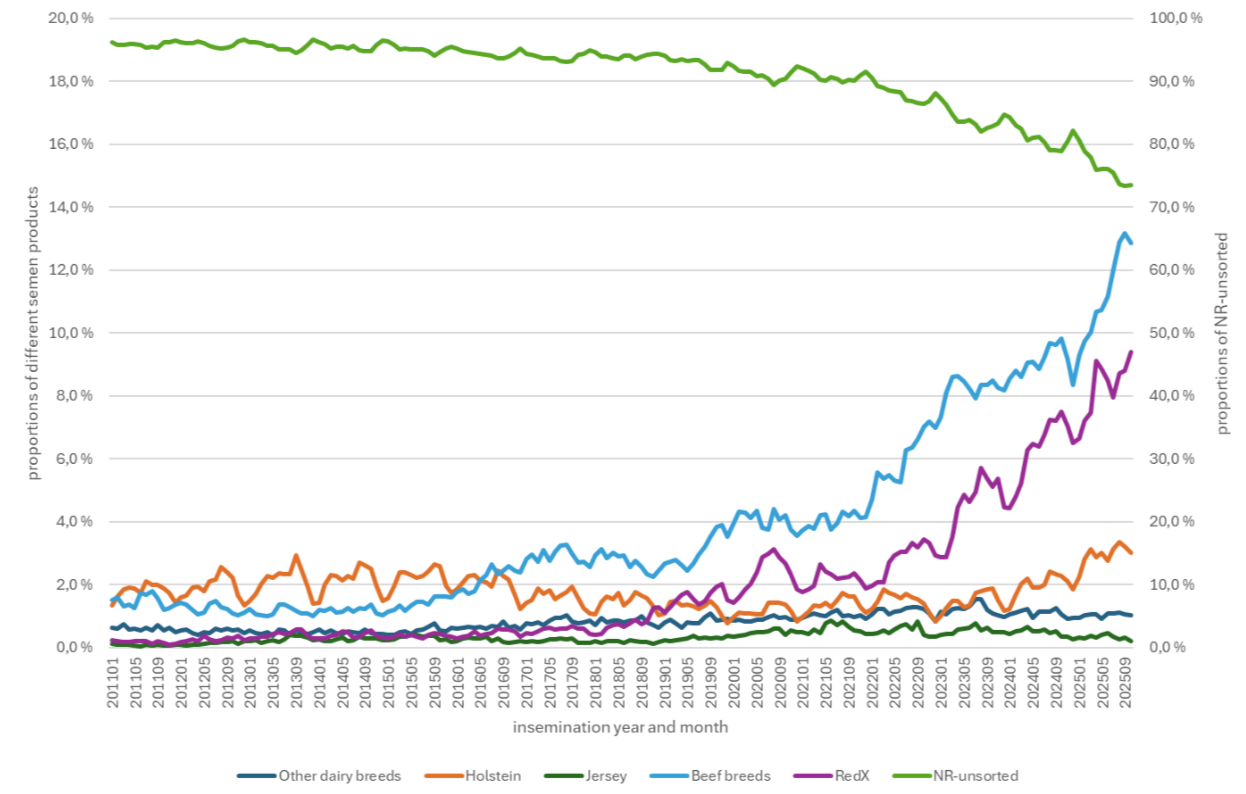 20,0 % 100,0 %
18,0 % 90,0 %
16,0 % 80,0 %
14,0 % 70,0 %
12,0 % 60,0 %
10,0 % 50,0 %
8,0 % 40,0 %
6,0 % 30,0 %
4,0 % 20,0 %
2,0 % 10,0 %
0,0 % 0,0 %
proportions of different semen products
proportions of NR-unsorted
201101 201105 201109 201201 201205 201209 201301 201305 201309 201401 201405 201409 201501 201505 201509 201601 201605 201609 201701 201705 201709 201801 201805 201809 201901 201905 201909 202001 202005 202009 202101 202105 202109 202201 202205 202209 202301 202305 202309 202401 202405 202409 202501 202505 202509
insemination year and month
Other dairy breeds Holstein Jersey Beef breeds RedX NR-unsorted